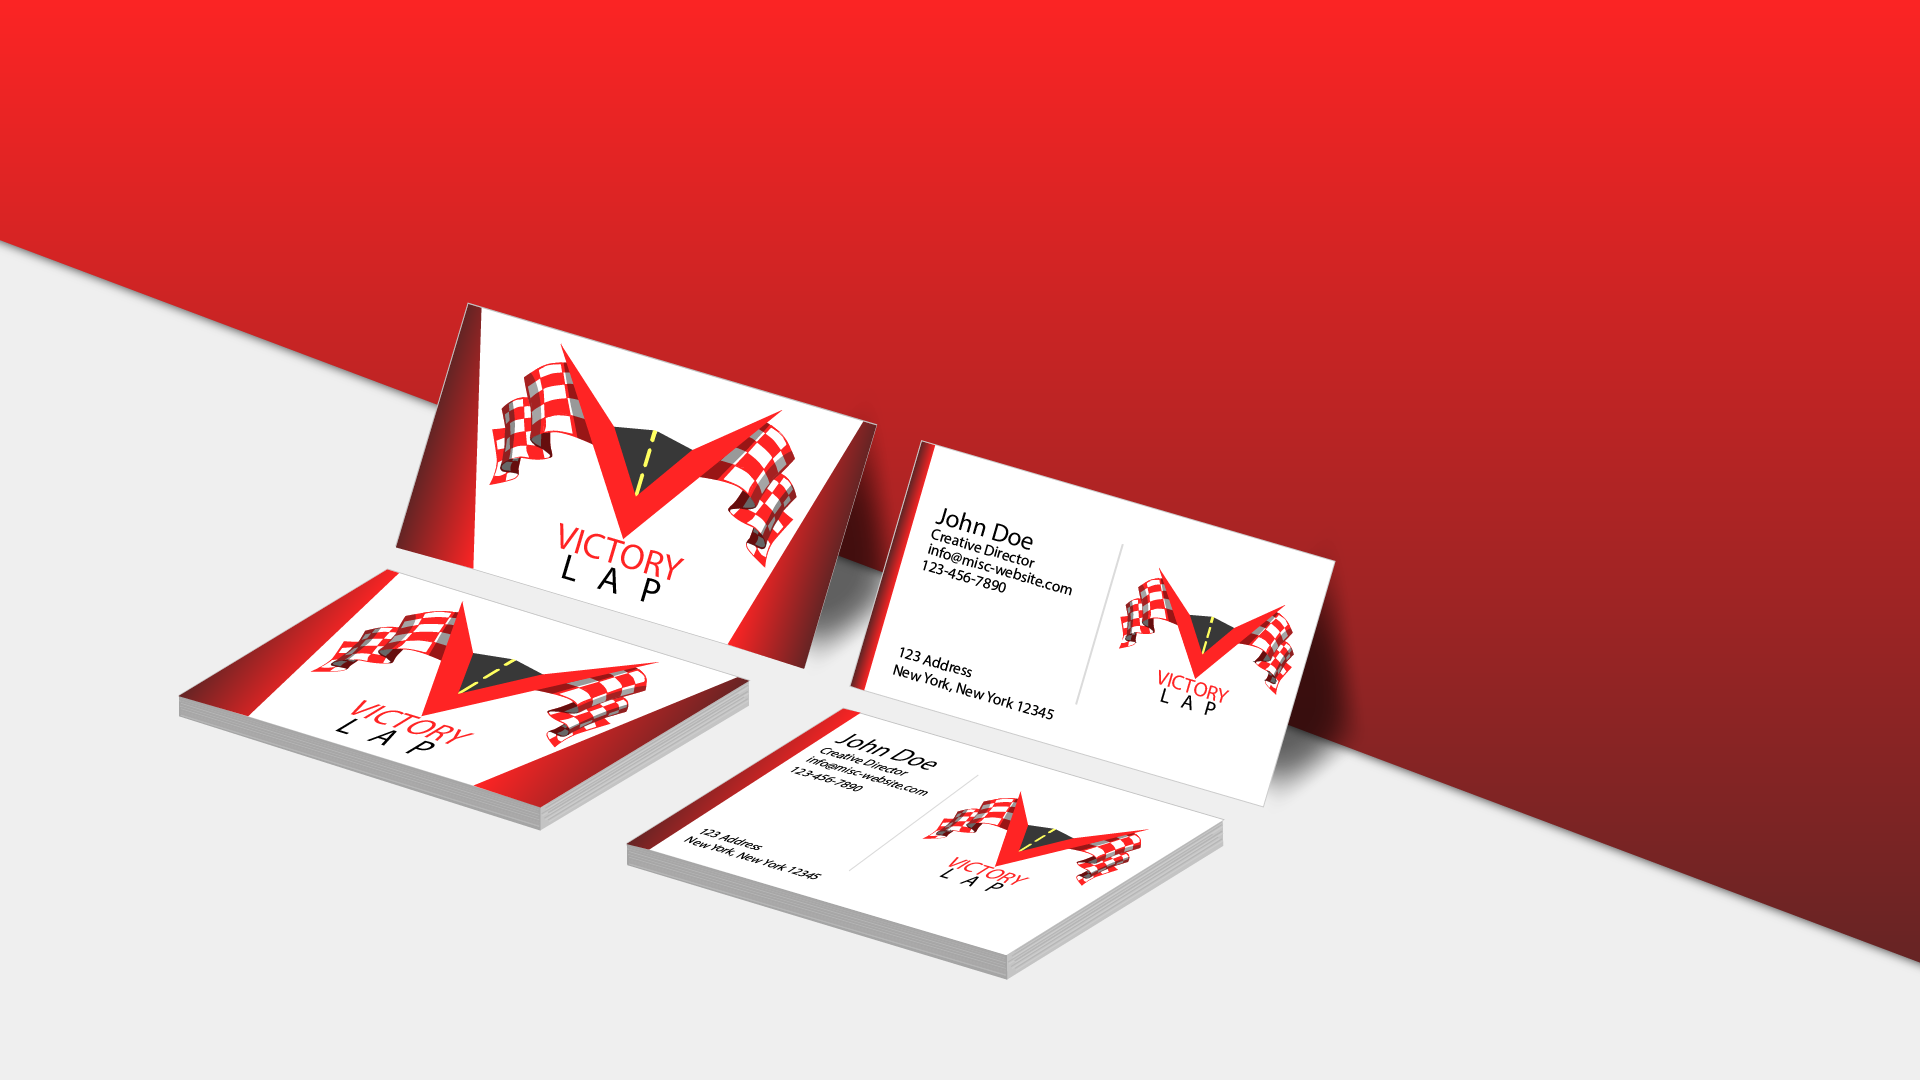 VICTORY
L A P
John Doe
Creative Director
info@misc-website.com
123-456-7890
123 Address
New York, New York 12345
VICTORY
L A P
VICTORY
L A P
John Doe
Creative Director
info@misc-website.com
123-456-7890
123 Address
New York, New York 12345
VICTORY
L A P